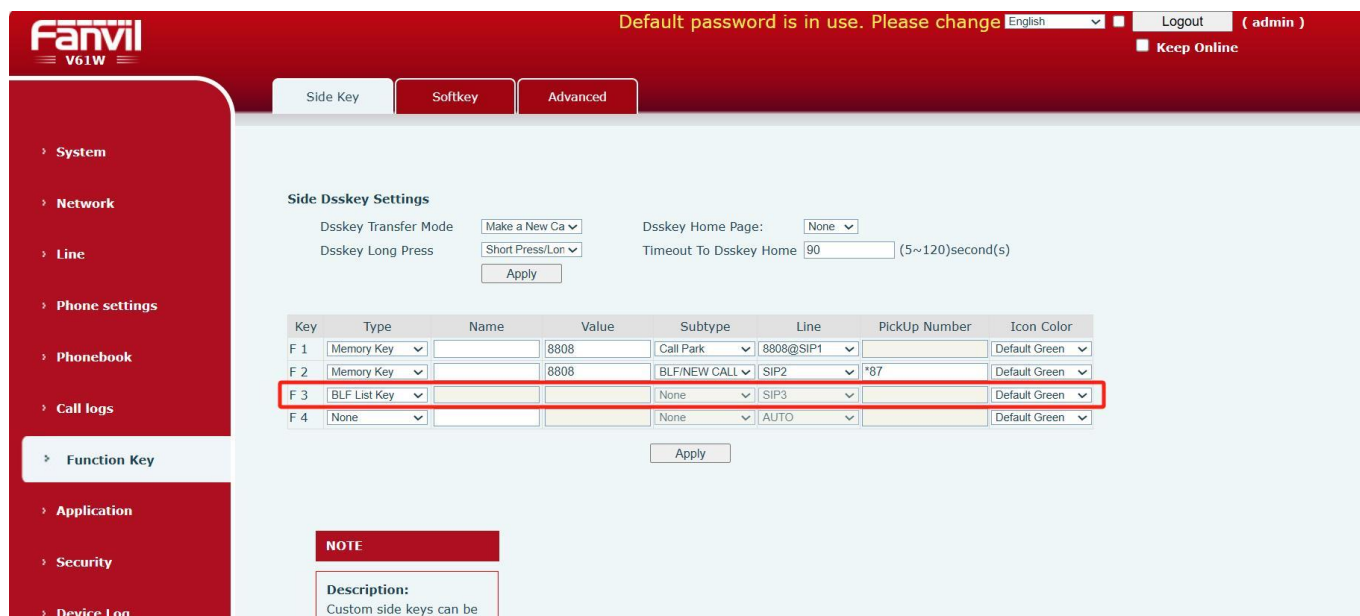 Default password is in use. Please change English Logout ( admin )
Fanvil
V61W
Keep Online
Side Key Softkey Advanced
› System
› Network
› Line
› Phone settings
› Phonebook
› Call logs
› Function Key
› Application
› Security
› Device Log
Side Dsskey Settings
Dsskey Transfer Mode Make a New Ca Dsskey Home Page: None
Dsskey Long Press Short Press/Lon Timeout To Dsskey Home 90 (5~120)second(s)
Apply
Key Type Name Value Subtype Line PickUp Number Icon Color
F 1 Memory Key 8808 Call Park 8808@SIP1 Default Green
F 2 Memory Key 8808 BLF/NEW CALL SIP2 *87 Default Green
F 3 BLF List Key None SIP3 Default Green
F 4 None None AUTO Default Green
Apply
NOTE
Description:
Custom side keys can be